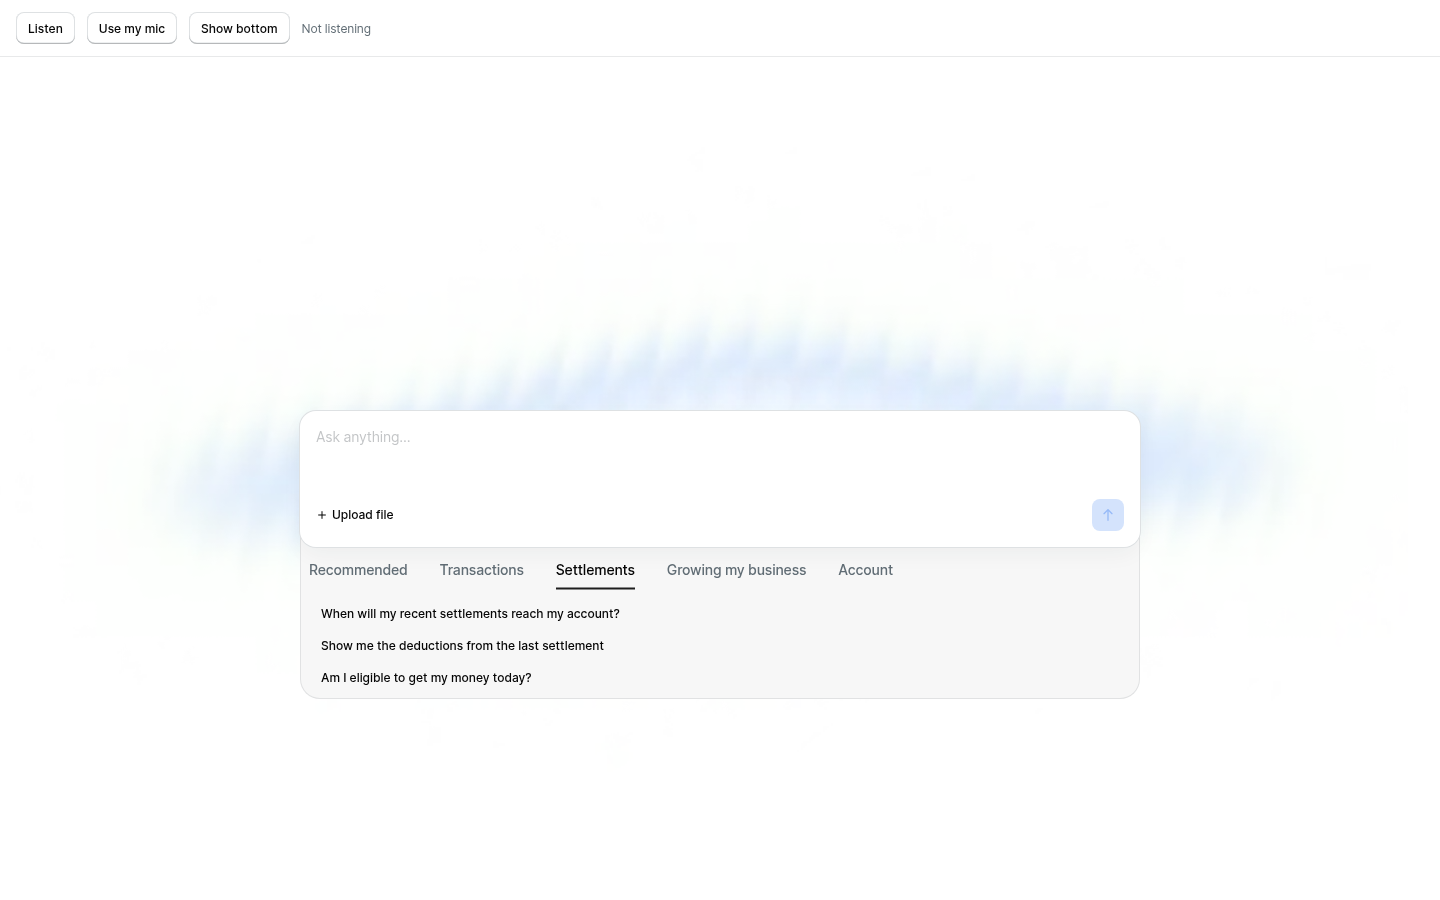 Listen Use my mic Show bottom Not listening
Ask anything...
+ Upload file
Recommended Transactions Settlements Growing my business Account
When will my recent settlements reach my account?
Show me the deductions from the last settlement
Am I eligible to get my money today?